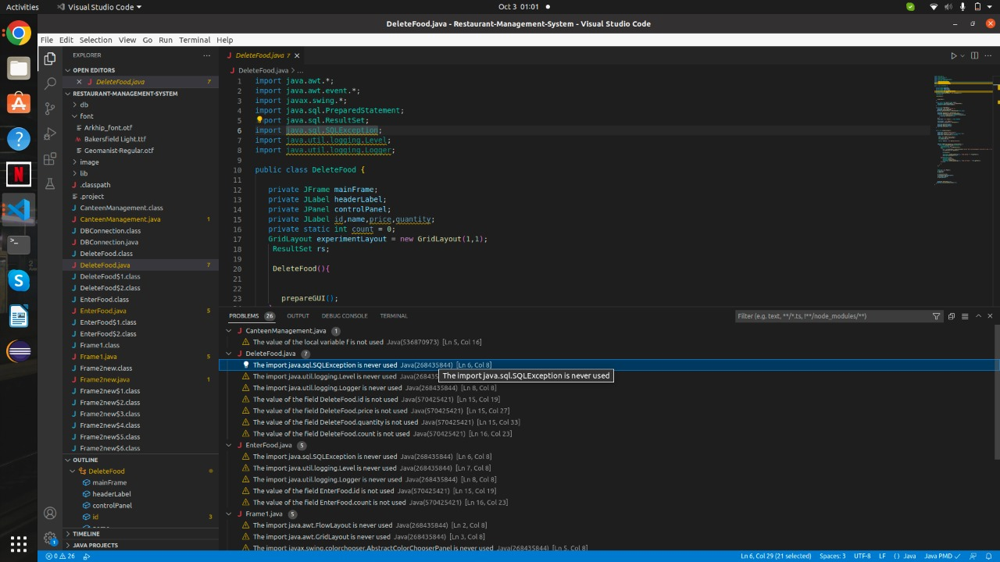 Activities
Visual Studio Code
Oct 3 01:01
DeleteFood.java - Restaurant-Management-System - Visual Studio Code
File Edit Selection View Go Run Terminal Help
EXPLORER
OPEN EDITORS
DeleteFood.java 7
RESTAURANT-MANAGEMENT-SYSTEM
db
font
Arkhip_font.otf
Bakersfield Light.ttf
Geomanist-Regular.otf
image
lib
.classpath
.project
CanteenManagement.class
CanteenManagement.java 1
DBConnection.class
DBConnection.java
DeleteFood.class
DeleteFood.java 7
DeleteFood$1.class
DeleteFood$2.class
EnterFood.class
EnterFood.java 5
EnterFood$1.class
EnterFood$2.class
Frame1.class
Frame1.java 5
Frame2new.class
Frame2new.java 1
Frame2new$1.class
Frame2new$2.class
Frame2new$3.class
Frame2new$4.class
Frame2new$5.class
Frame2new$6.class
OUTLINE
DeleteFood
mainFrame
headerLabel
controlPanel
id 3
TIMELINE
JAVA PROJECTS
DeleteFood.java 7
DeleteFood.java > ...
1 import java.awt.*;
2 import java.awt.event.*;
3 import javax.swing.*;
4 import java.sql.PreparedStatement;
5 import java.sql.ResultSet;
6 import java.sql.SQLException;
7 import java.util.logging.Level;
8 import java.util.logging.Logger;
9
10 public class DeleteFood {
11
12 private JFrame mainFrame;
13 private JLabel headerLabel;
14 private JPanel controlPanel;
15 private JLabel id,name,price,quantity;
16 private static int count = 0;
17 GridLayout experimentLayout = new GridLayout(1,1);
18 ResultSet rs;
19
20 DeleteFood(){
21
22
23 prepareGUI();
PROBLEMS 26 OUTPUT DEBUG CONSOLE TERMINAL
Filter (e.g. text, **/*.ts, !**/node_modules/**)
CanteenManagement.java 1
The value of the local variable f is not used Java(536870973) [Ln 5, Col 16]
DeleteFood.java 7
The import java.sql.SQLException is never used Java(268435844) [Ln 6, Col 8]
The import java.sql.SQLException is never used
The import java.util.logging.Level is never used Java(26843
The import java.util.logging.Logger is never used Java(268435844) [Ln 8, Col 8]
The value of the field DeleteFood.id is not used Java(570425421) [Ln 15, Col 19]
The value of the field DeleteFood.price is not used Java(570425421) [Ln 15, Col 27]
The value of the field DeleteFood.quantity is not used Java(570425421) [Ln 15, Col 33]
The value of the field DeleteFood.count is not used Java(570425421) [Ln 16, Col 23]
EnterFood.java 5
The import java.sql.SQLException is never used Java(268435844) [Ln 6, Col 8]
The import java.util.logging.Level is never used Java(268435844) [Ln 7, Col 8]
The import java.util.logging.Logger is never used Java(268435844) [Ln 8, Col 8]
The value of the field EnterFood.id is not used Java(570425421) [Ln 15, Col 19]
The value of the field EnterFood.count is not used Java(570425421) [Ln 16, Col 23]
Frame1.java 5
The import java.awt.FlowLayout is never used Java(268435844) [Ln 2, Col 8]
The import java.awt.GridLayout is never used Java(268435844) [Ln 3, Col 8]
The import javax.swing.colorchooser.AbstractColorChooserPanel is never used Java(268435844) [Ln 5, Col 8]
0 26
Ln 6, Col 29 (21 selected) Spaces: 3 UTF-8 LF {} Java Java PMD